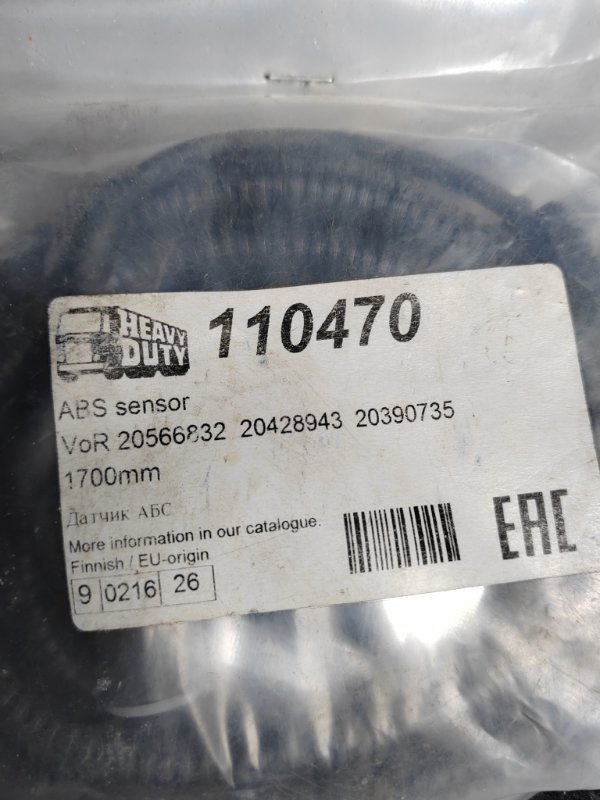 HEAVY DUTY
110470
ABS sensor
VoR 20566832 20428943 20390735
1700mm
Датчик АБС
More information in our catalogue.
Finnish / EU-origin
9 0216 26
EAC